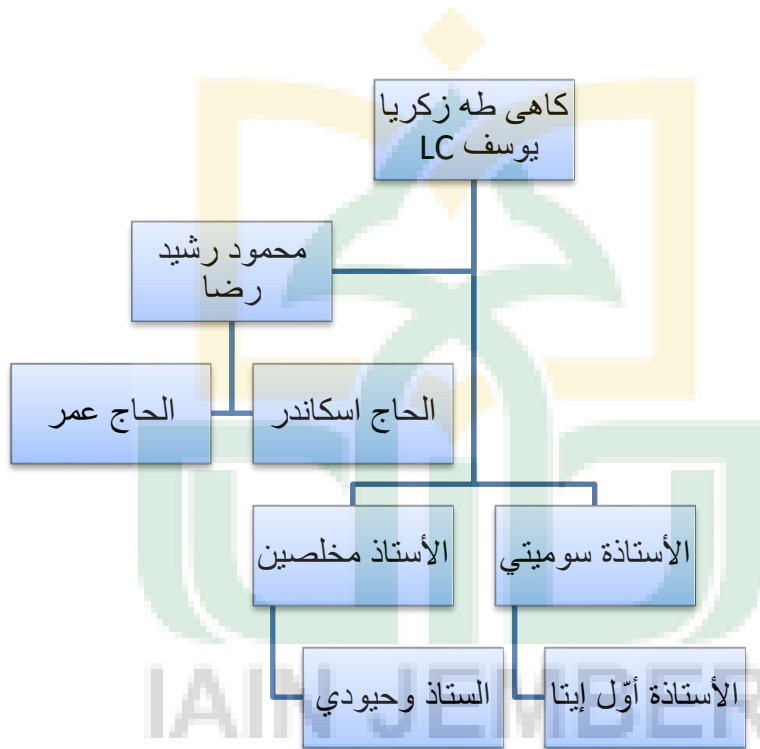 كاهى طه زكريا
يوسف LC
محمود رشيد
رضا
الحاج اسكاندر
الحاج عمر
الأستاذة سوميتي
الأستاذ مخلصين
الأستاذة أوّل إيتا
الستاذ وحيودي
IAIN JEMBER